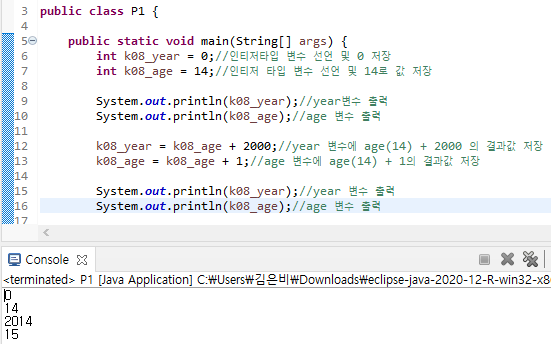 3 public class P1 {
4
5 public static void main(String[] args) {
6 int k08_year = 0;//인티저타입 변수 선언 및 0 저장
7 int k08_age = 14;//인티저 타입 변수 선언 및 14로 값 저장
8
9 System.out.println(k08_year);//year변수 출력
10 System.out.println(k08_age);//age 변수 출력
11
12 k08_year = k08_age + 2000;//year 변수에 age(14) + 2000 의 결과값 저장
13 k08_age = k08_age + 1;//age 변수에 age(14) + 1의 결과값 저장
14
15 System.out.println(k08_year);//year 변수 출력
16 System.out.println(k08_age);//age 변수 출력
17
Console
<terminated> P1 [Java Application] C:₩Users₩김은비₩Downloads₩eclipse-java-2020-12-R-win32-x8
0
14
2014
15